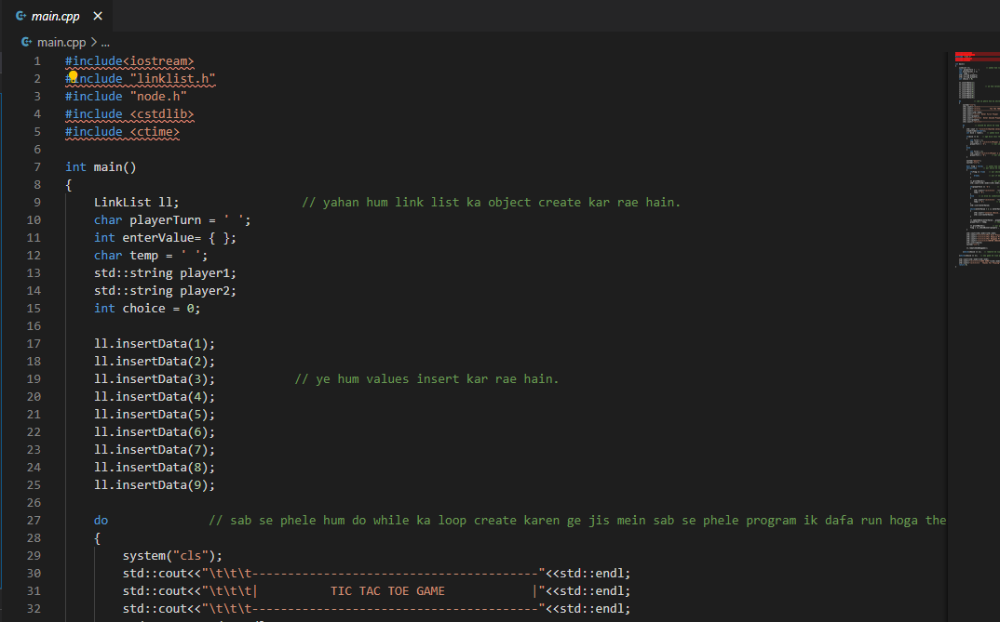 main.cpp
main.cpp > ...
1 #include<iostream>
2 #include "linklist.h"
3 #include "node.h"
4 #include <cstdlib>
5 #include <ctime>
6
7 int main()
8 {
9 LinkList ll; // yahan hum link list ka object create kar rae hain.
10 char playerTurn = ' ';
11 int enterValue= { };
12 char temp = ' ';
13 std::string player1;
14 std::string player2;
15 int choice = 0;
16
17 ll.insertData(1);
18 ll.insertData(2);
19 ll.insertData(3); // ye hum values insert kar rae hain.
20 ll.insertData(4);
21 ll.insertData(5);
22 ll.insertData(6);
23 ll.insertData(7);
24 ll.insertData(8);
25 ll.insertData(9);
26
27 do // sab se phele hum do while ka loop create karen ge jis mein sab se phele program ik dafa run hoga the
28 {
29 system("cls");
30 std::cout<<"\t\t\t----------------------------------------"<<std::endl;
31 std::cout<<"\t\t\t| TIC TAC TOE GAME |"<<std::endl;
32 std::cout<<"\t\t\t----------------------------------------"<<std::endl;